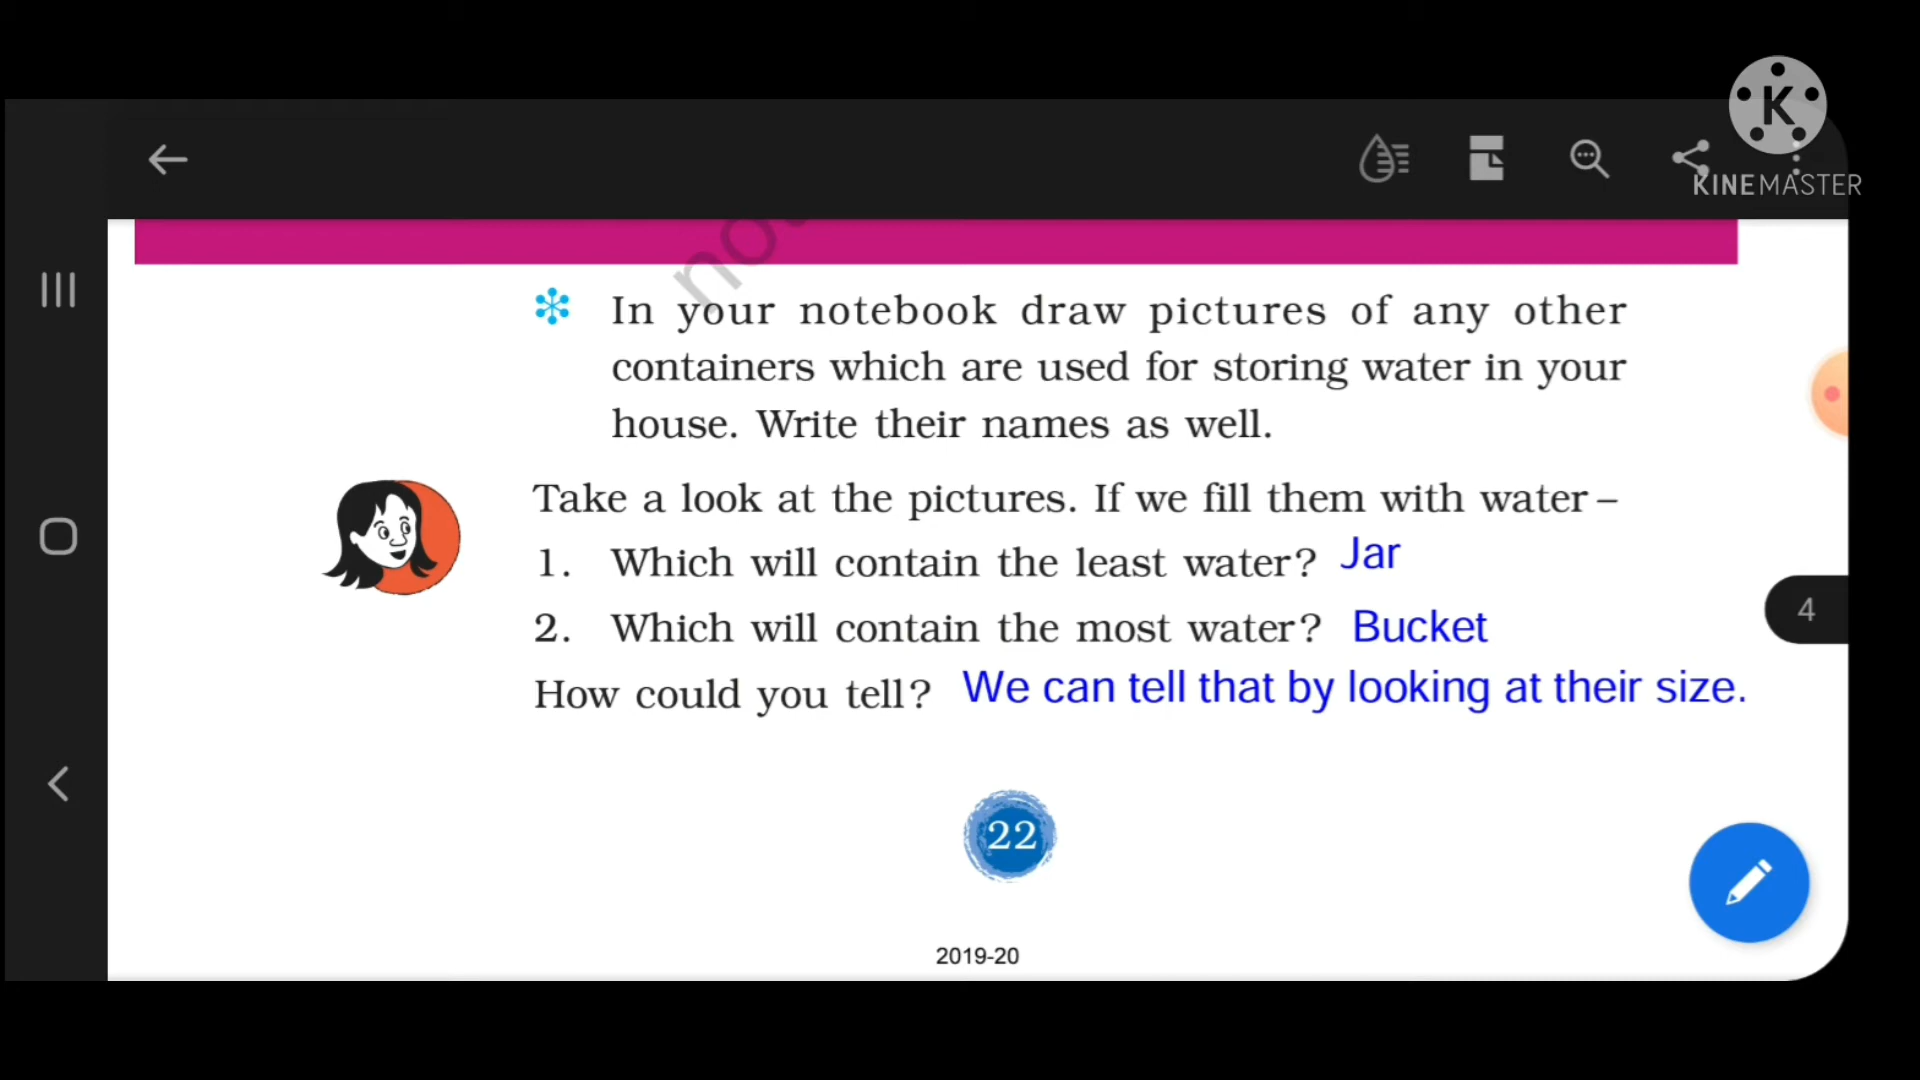 K
KINEMASTER
not
In your notebook draw pictures of any other
containers which are used for storing water in your
house. Write their names as well.
Take a look at the pictures. If we fill them with water –
1. Which will contain the least water? Jar
2. Which will contain the most water? Bucket
How could you tell? We can tell that by looking at their size.
4
22
2019-20